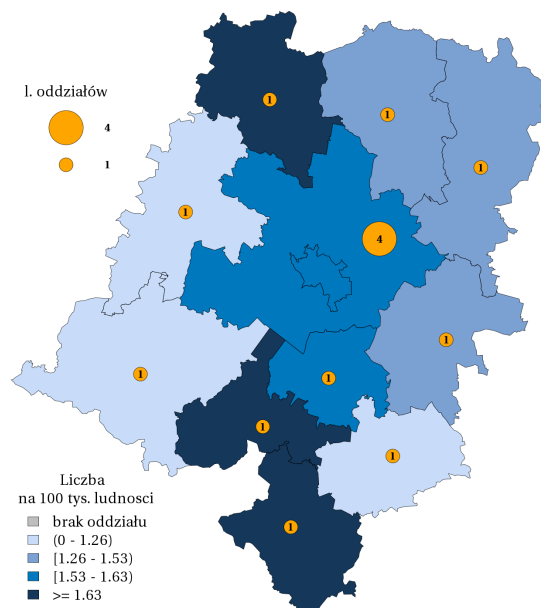 l. oddziałów
4
1
1
1
1
1
4
1
1
1
1
1
1
Liczba
na 100 tys. ludnosci
brak oddziału
(0 - 1.26)
[1.26 - 1.53)
[1.53 - 1.63)
>= 1.63